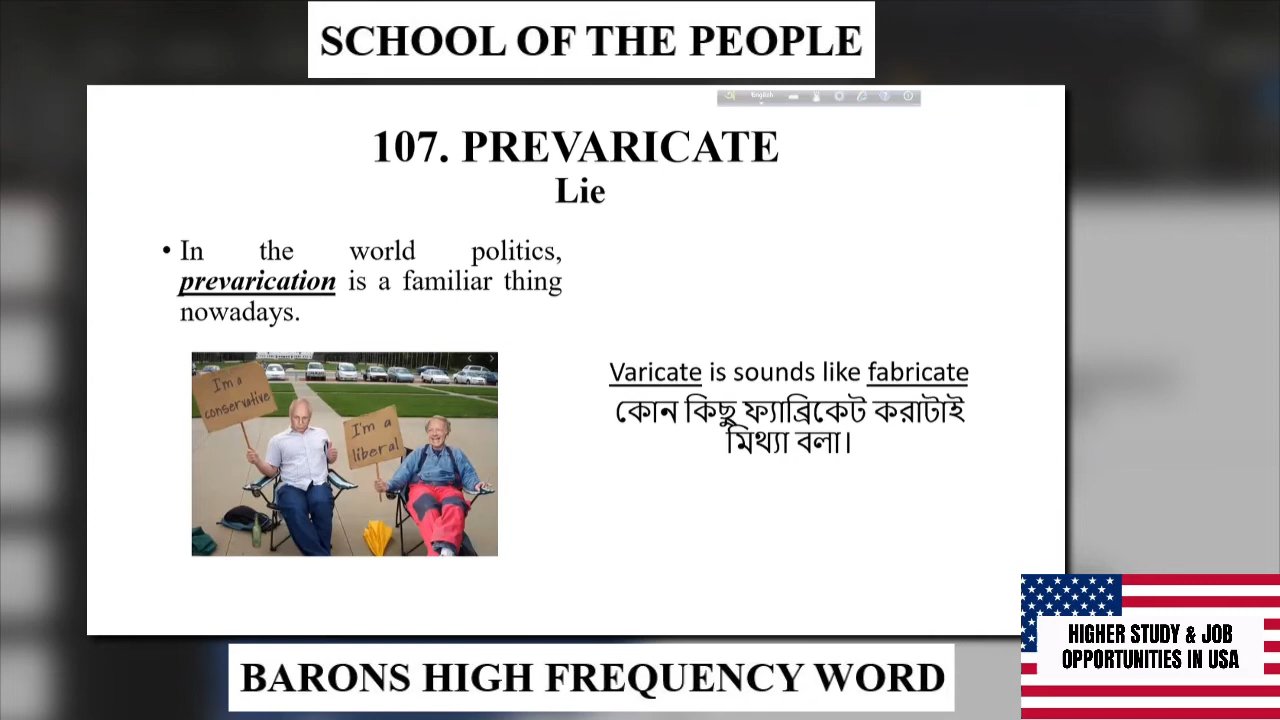 SCHOOL OF THE PEOPLE
English
107. PREVARICATE
Lie
• In the world politics,
prevarication is a familiar thing
nowadays.
I'm a
conservative
I'm a
liberal
Varicate is sounds like fabricate
কোন কিছু ফ্যাব্রিকেট করাটাই
মিথ্যা বলা।
HIGHER STUDY & JOB
OPPORTUNITIES IN USA
BARONS HIGH FREQUENCY WORD